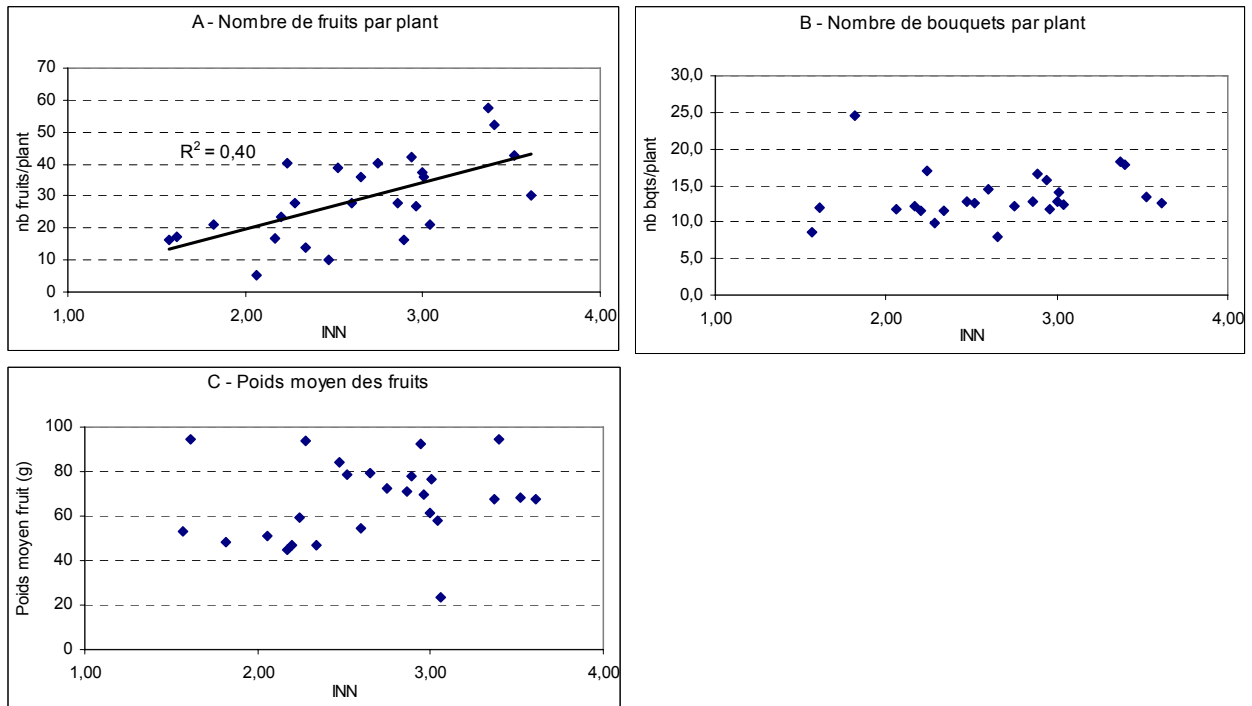 A - Nombre de fruits par plant
70
60
50
40
30
20
10
0
nb fruits/plant
R² = 0,40
1,00 2,00 3,00 4,00
INN
B - Nombre de bouquets par plant
30,0
25,0
20,0
15,0
10,0
5,0
0,0
nb bqts/plant
1,00 2,00 3,00 4,00
INN
C - Poids moyen des fruits
100
80
60
40
20
0
Poids moyen fruit (g)
1,00 2,00 3,00 4,00
INN